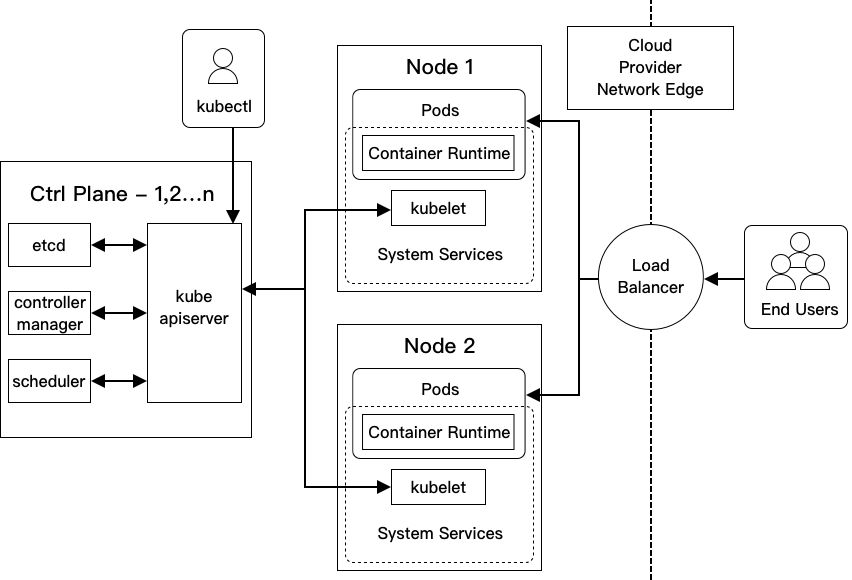 kubectl
Ctrl Plane – 1,2...n
etcd
controller
manager
scheduler
kube
apiserver
Node 1
Pods
Container Runtime
kubelet
System Services
Node 2
Pods
Container Runtime
kubelet
System Services
Cloud
Provider
Network Edge
Load
Balancer
End Users